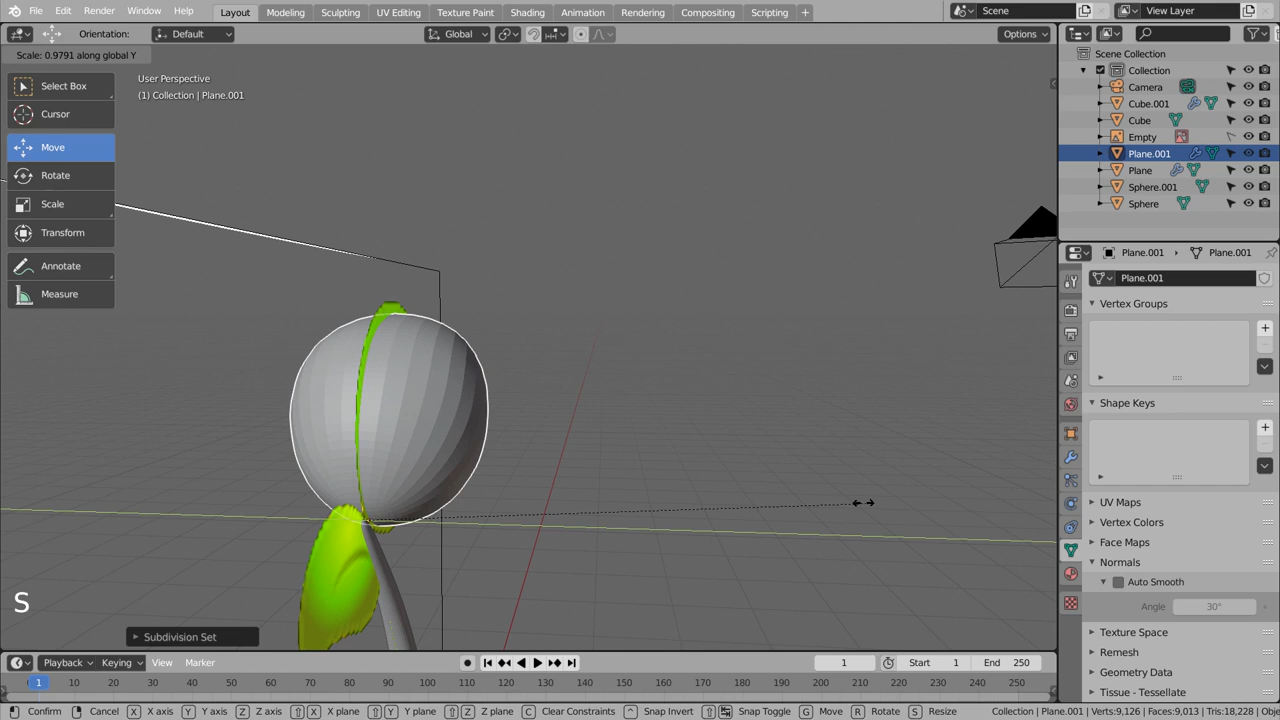 File Edit Render Window Help
Layout Modeling Sculpting UV Editing Texture Paint Shading Animation Rendering Compositing Scripting +
Scene
View Layer
Orientation: Default
Global
Options
Scale: 0.9791 along global Y
Select Box
Cursor
Move
Rotate
Scale
Transform
Annotate
Measure
User Perspective
(1) Collection | Plane.001
S
Subdivision Set
Scene Collection
Collection
Camera
Cube.001
Cube
Empty
Plane.001
Plane
Sphere.001
Sphere
Plane.001 Plane.001
Plane.001
Vertex Groups
Shape Keys
UV Maps
Vertex Colors
Face Maps
Normals
Auto Smooth
Angle 30°
Texture Space
Remesh
Geometry Data
Tissue - Tessellate
Playback Keying View Marker
1 Start 1 End 250
1 10 20 30 40 50 60 70 80 90 100 110 120 130 140 150 160 170 180 190 200 210 220 230 240 250
Confirm Cancel X X axis Y Y axis Z Z axis X X plane Y Y plane Z Z plane C Clear Constraints Snap Invert Snap Toggle G Move R Rotate S Resize Collection | Plane.001 | Verts:9,126 | Faces:9,013 | Tris:18,228 | Obje